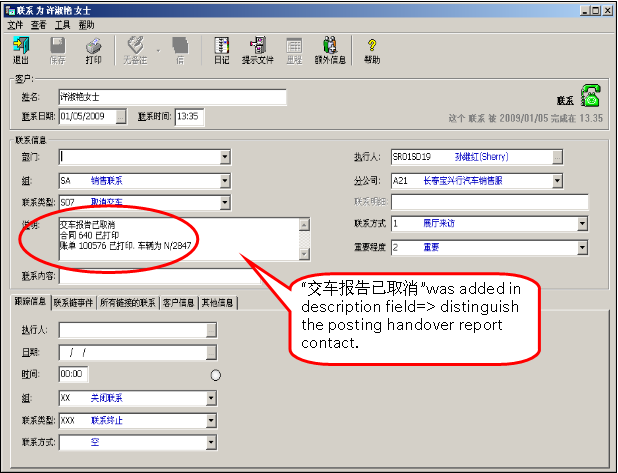 联系 为 许淑艳 女士
文件 查看 工具 帮助
退出 保存 打印 无备注 信 日记 提示文件 里程 额外信息 帮助
客户:
姓名: 许淑艳女士
联系
联系日期: 01/05/2009 联系时间: 13:35
这个 联系 被 2009/01/05 完成在 13.35
联系信息
部门: 执行人: SR01SD19 孙继红(Sherry)
组: SA 销售联系 分公司: A21 长春宝兴行汽车销售服
联系类型: S07 取消交车 联系明细
说明: 交车报告已取消 联系方式 1 展厅来访
合同 640 已打印
账单 100576 已打印. 车辆为 N/2847 重要程度 2 重要
联系内容:
“交车报告已取消”was added in
description field=> distinguish
the posting handover report
contact.
跟踪信息 联系链事件 所有链接的联系 客户信息 其他信息
执行人:
日期: / /
时间: 00:00
组: XX 关闭联系
联系类型: XXX 联系终止
联系方式: 空